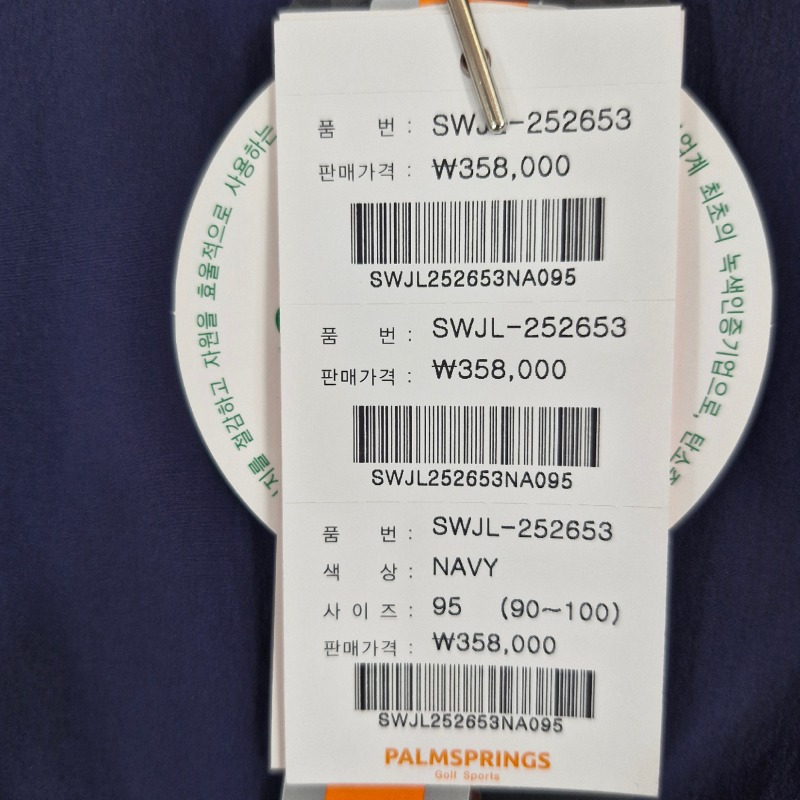 품 번 : SWJL-252653
판매가격 : ₩358,000
SWJL252653NA095
품 번 : SWJL-252653
판매가격 : ₩358,000
SWJL252653NA095
품 번 : SWJL-252653
색 상 : NAVY
사 이 즈 : 95 (90~100)
판매가격 : ₩358,000
SWJL252653NA095
PALMSPRINGS
Golf Sports
절감하고 자원을 효율적으로 사용하는
최초의 녹색인증기업으로,